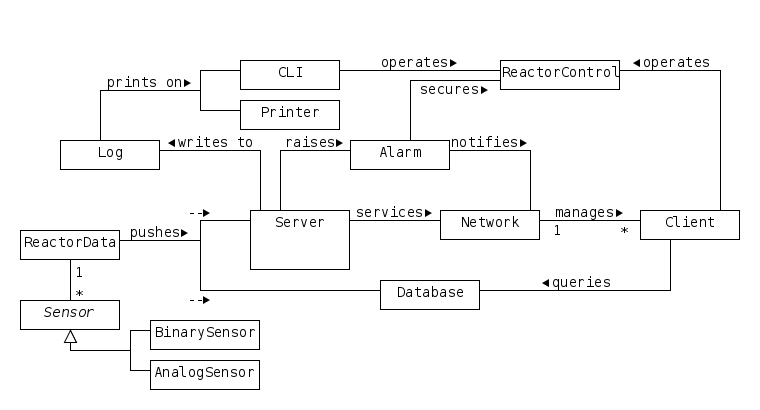 operates▶
◀operates
CLI
ReactorControl
prints on▶
secures▶
Printer
◀writes to
raises▶
notifies▶
Log
Alarm
-->
services▶
manages▶
Server
Network
Client
pushes▶
1
*
ReactorData
1
◀queries
*
Database
-->
Sensor
BinarySensor
AnalogSensor